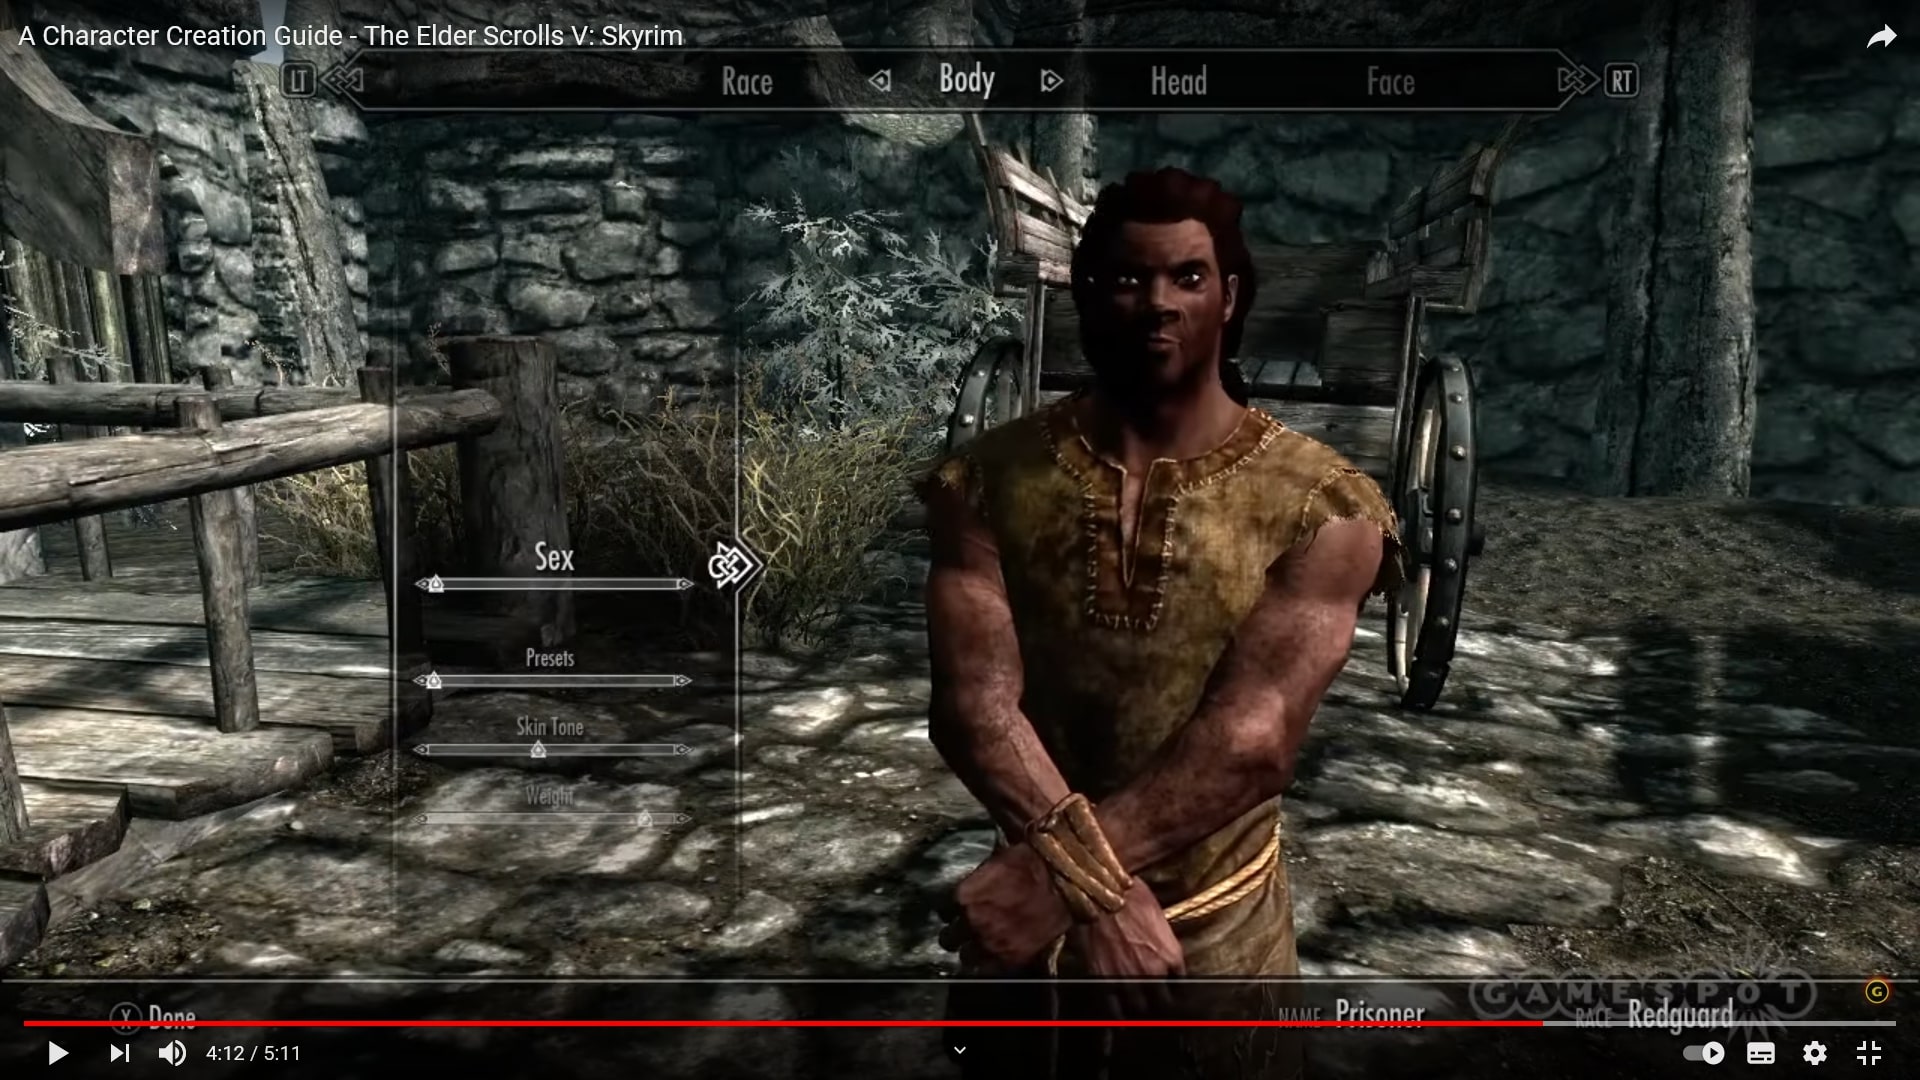 A Character Creation Guide - The Elder Scrolls V: Skyrim
LT Race Body Head Face RT
Sex
Presets
Skin Tone
Weight
GAMESPOT
G
X Done
NAME Prisoner RACE Redguard
4:12 / 5:11